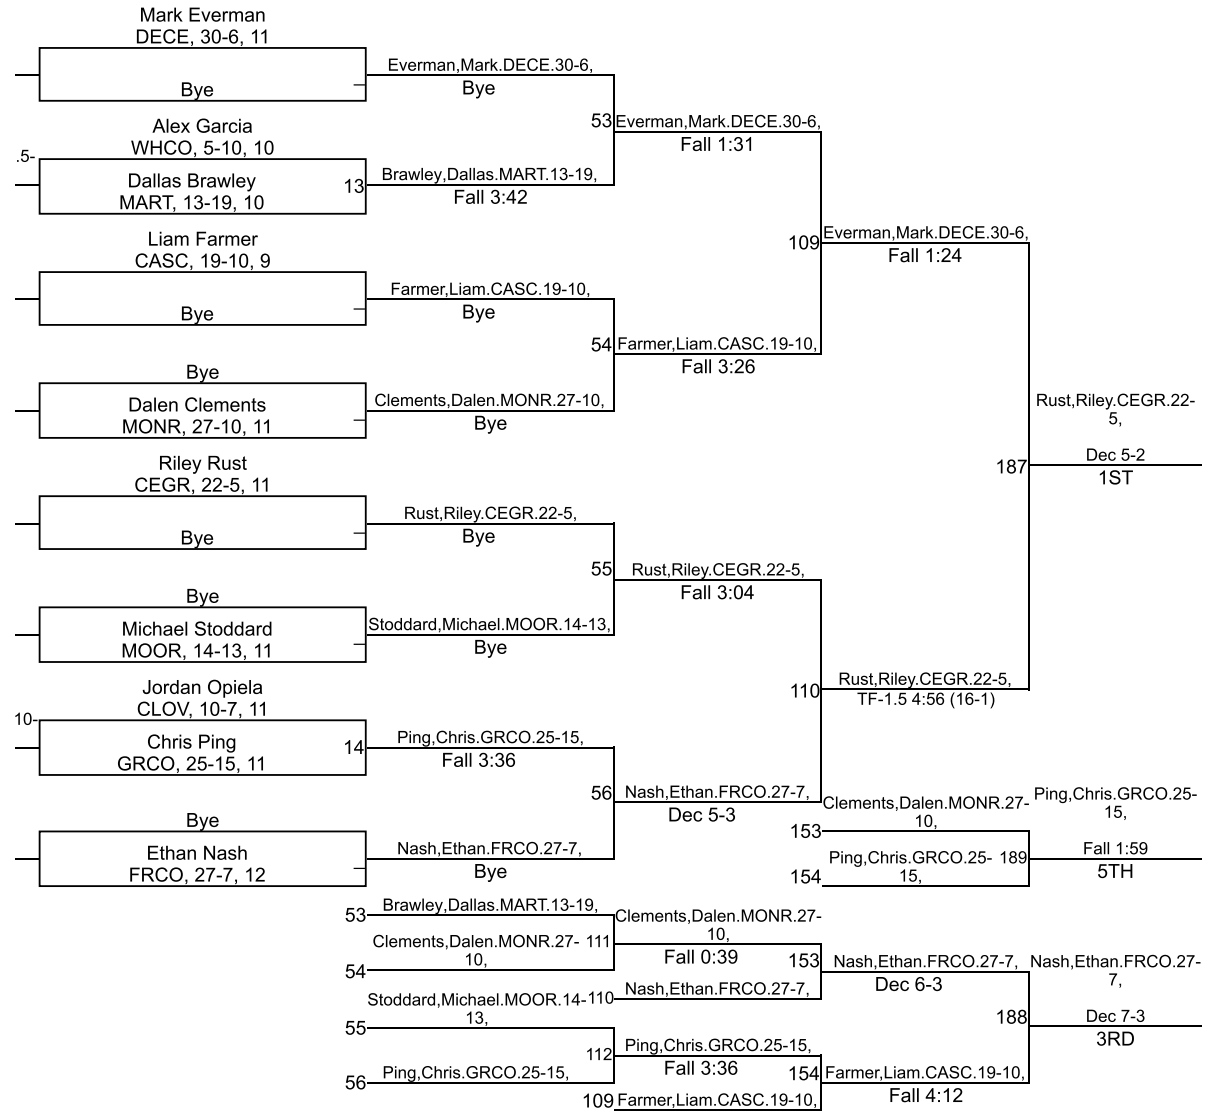 Mark Everman
DECE, 30-6, 11
Bye
Everman,Mark.DECE.30-6,
Bye
53
Everman,Mark.DECE.30-6,
Fall 1:31
Alex Garcia
WHCO, 5-10, 10
.5-
Dallas Brawley
MART, 13-19, 10
13
Brawley,Dallas.MART.13-19,
Fall 3:42
109
Everman,Mark.DECE.30-6,
Fall 1:24
Liam Farmer
CASC, 19-10, 9
Bye
Farmer,Liam.CASC.19-10,
Bye
54
Farmer,Liam.CASC.19-10,
Fall 3:26
Bye
Dalen Clements
MONR, 27-10, 11
Clements,Dalen.MONR.27-10,
Bye
187
Rust,Riley.CEGR.22-
5,
Dec 5-2
1ST
Riley Rust
CEGR, 22-5, 11
Bye
Rust,Riley.CEGR.22-5,
Bye
55
Rust,Riley.CEGR.22-5,
Fall 3:04
Bye
Michael Stoddard
MOOR, 14-13, 11
Stoddard,Michael.MOOR.14-13,
Bye
110
Rust,Riley.CEGR.22-5,
TF-1.5 4:56 (16-1)
Jordan Opiela
CLOV, 10-7, 11
10-
Chris Ping
GRCO, 25-15, 11
14
Ping,Chris.GRCO.25-15,
Fall 3:36
56
Nash,Ethan.FRCO.27-7,
Dec 5-3
Bye
Ethan Nash
FRCO, 27-7, 12
Nash,Ethan.FRCO.27-7,
Bye
153
Clements,Dalen.MONR.27-
10,
154
Ping,Chris.GRCO.25-
15,
189
Ping,Chris.GRCO.25-
15,
Fall 1:59
5TH
53
Brawley,Dallas.MART.13-19,
54
Clements,Dalen.MONR.27-
10,
111
Clements,Dalen.MONR.27-
10,
Fall 0:39
110
Nash,Ethan.FRCO.27-7,
153
Nash,Ethan.FRCO.27-7,
Dec 6-3
55
Stoddard,Michael.MOOR.14-
13,
56
Ping,Chris.GRCO.25-15,
112
Ping,Chris.GRCO.25-15,
Fall 3:36
109
Farmer,Liam.CASC.19-10,
154
Farmer,Liam.CASC.19-10,
Fall 4:12
188
Nash,Ethan.FRCO.27-
7,
Dec 7-3
3RD